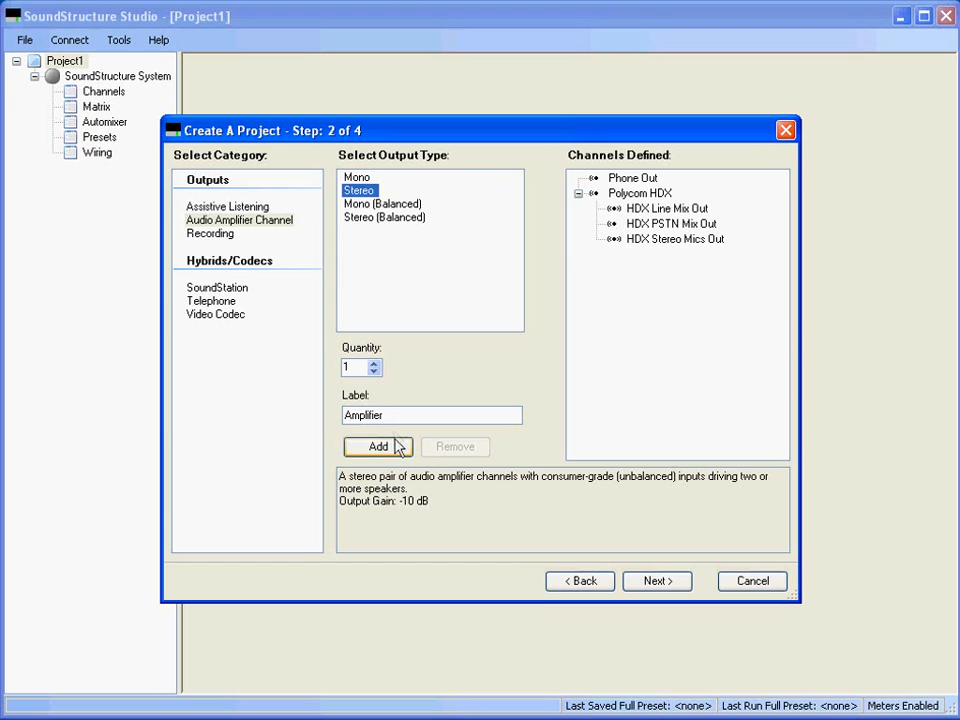 SoundStructure Studio - [Project1]
File Connect Tools Help
Project1
SoundStructure System
Channels
Matrix
Automixer
Presets
Wiring
Create A Project - Step: 2 of 4
Select Category:
Outputs
Assistive Listening
Audio Amplifier Channel
Recording
Hybrids/Codecs
SoundStation
Telephone
Video Codec
Select Output Type:
Mono
Stereo
Mono (Balanced)
Stereo (Balanced)
Quantity:
1
Label:
Amplifier
Add Remove
A stereo pair of audio amplifier channels with consumer-grade (unbalanced) inputs driving two or
more speakers.
Output Gain: -10 dB
Channels Defined:
Phone Out
Polycom HDX
HDX Line Mix Out
HDX PSTN Mix Out
HDX Stereo Mics Out
< Back Next > Cancel
Last Saved Full Preset: <none> Last Run Full Preset: <none> Meters Enabled